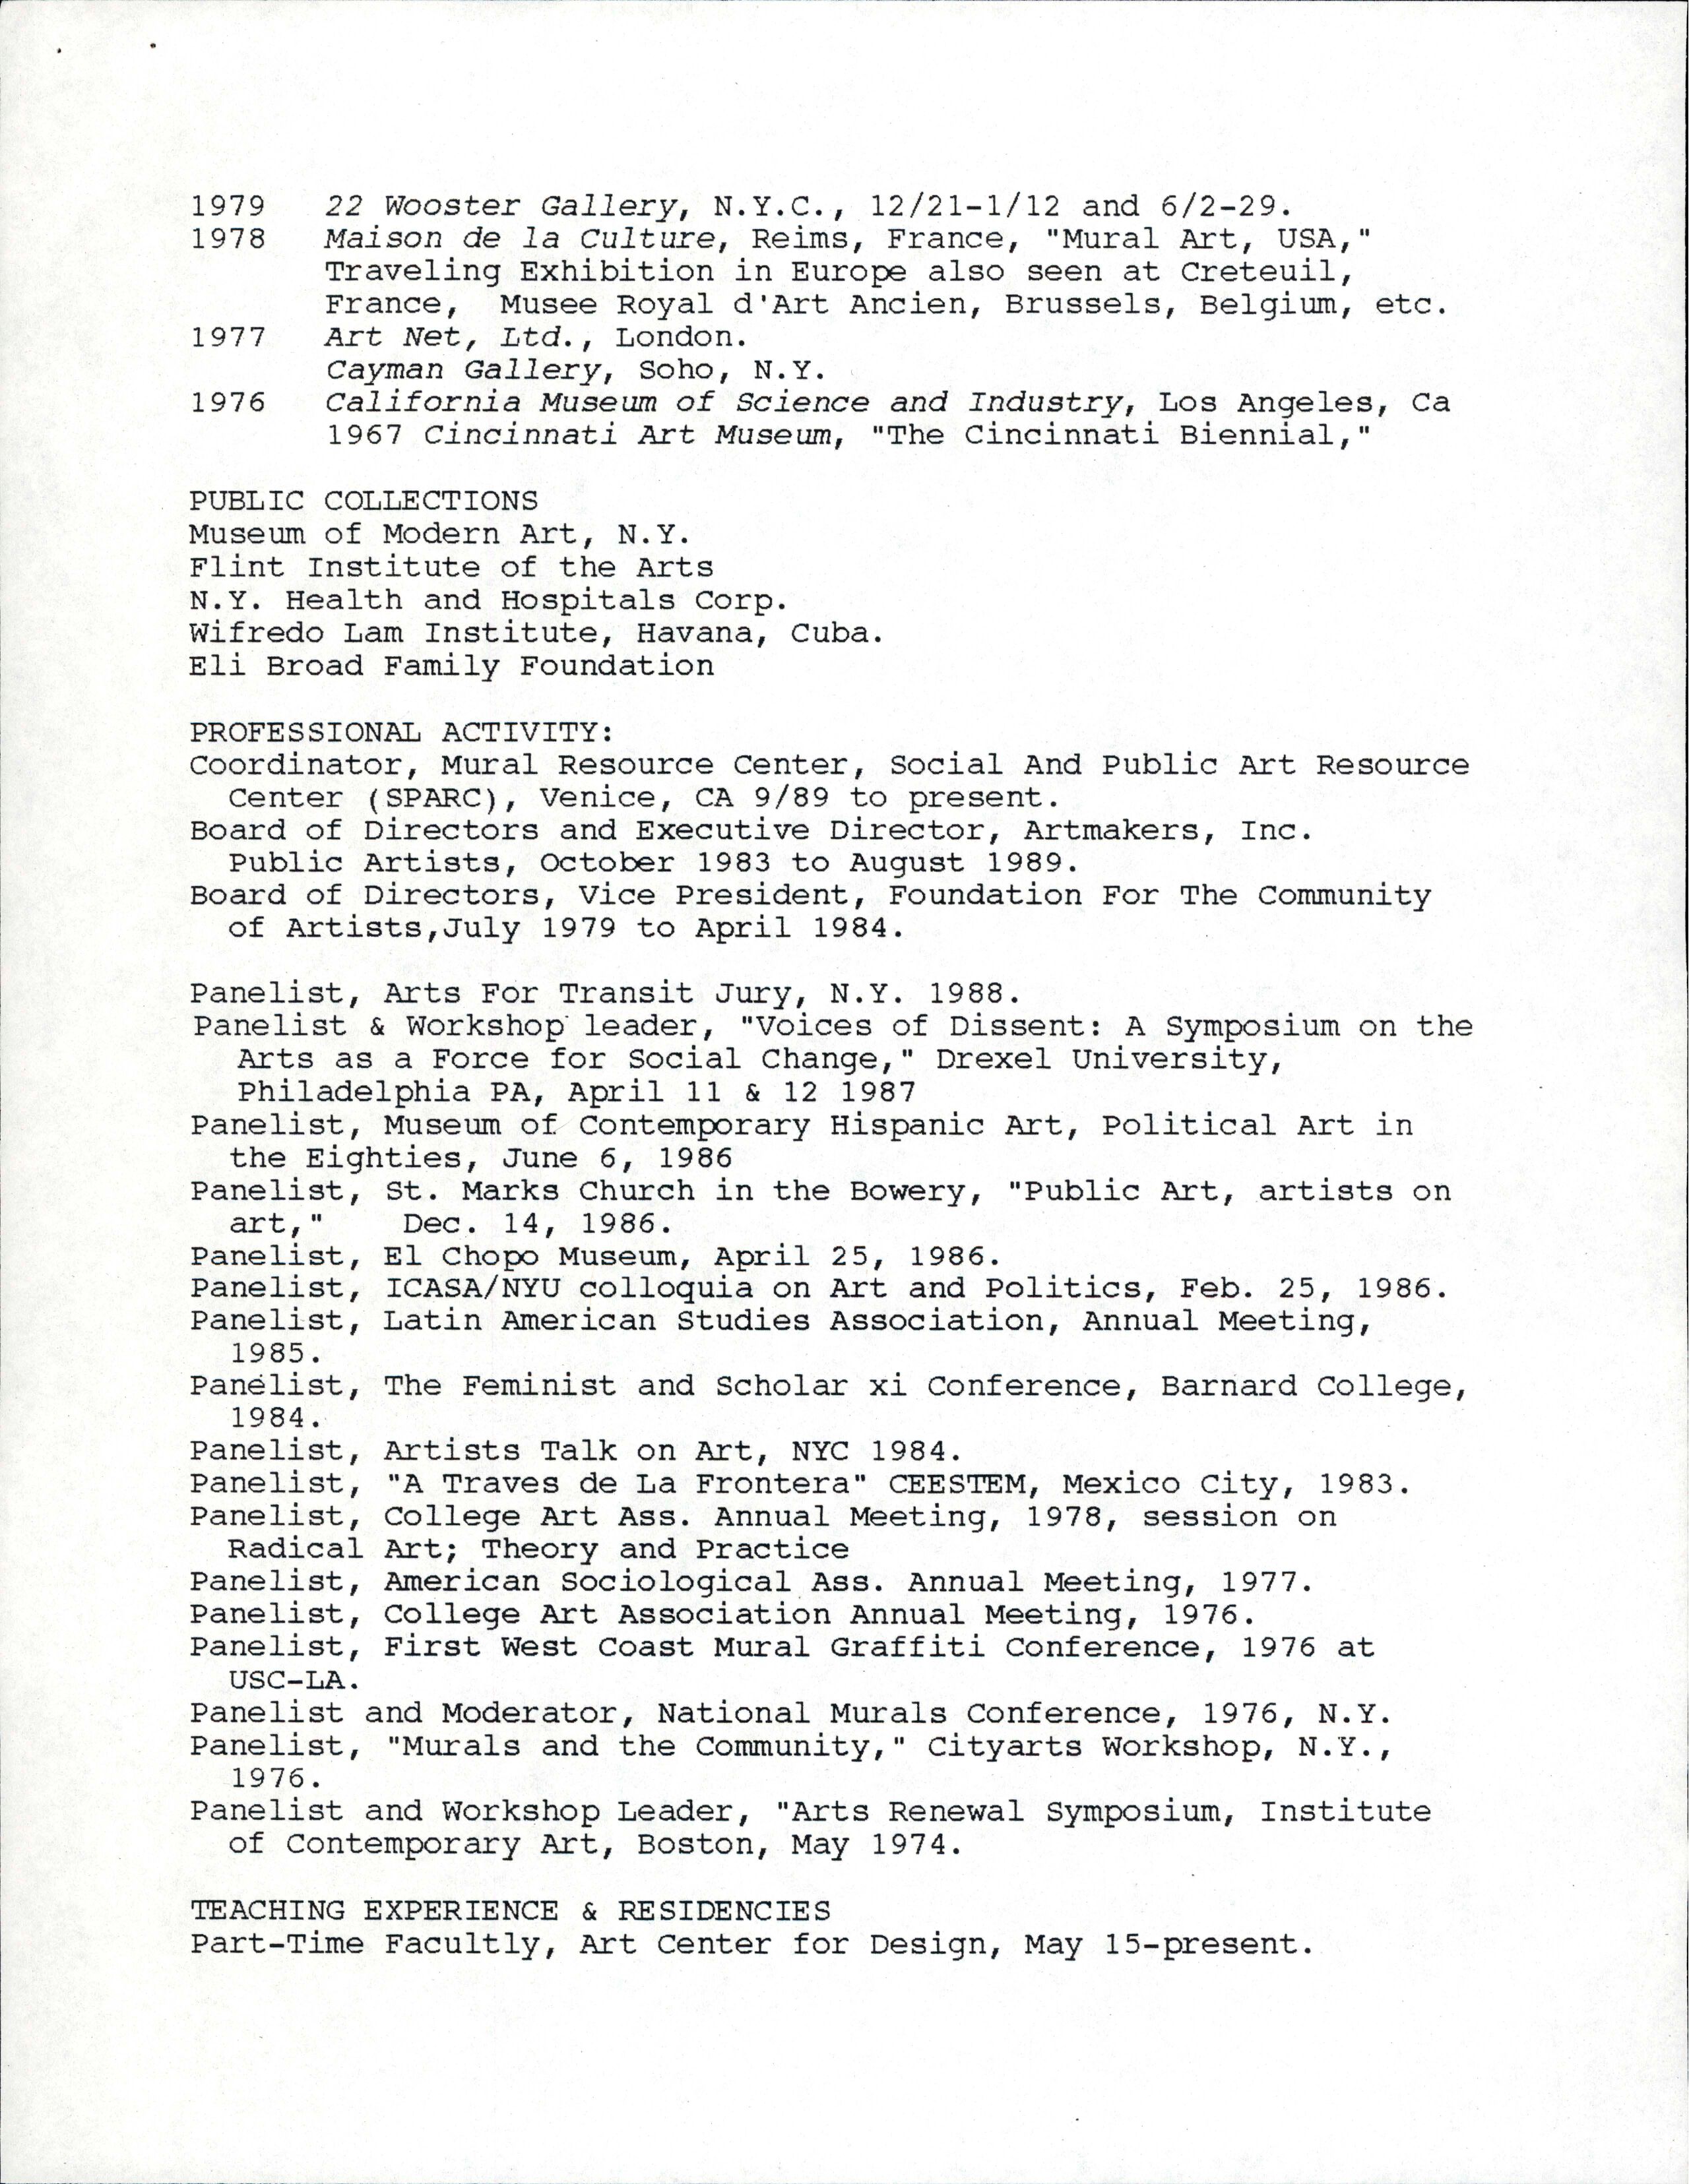 1979 22 Wooster Gallery, N.Y.C., 12/21-1/12 and 6/2-29.
1978 Maison de la Culture, Reims, France, "Mural Art, USA,"
Traveling Exhibition in Europe also seen at Creteuil,
France, Musee Royal d'Art Ancien, Brussels, Belgium, etc.
1977 Art Net, Ltd., London.
Cayman Gallery, Soho, N.Y.
1976 California Museum of Science and Industry, Los Angeles, Ca
1967 Cincinnati Art Museum, "The Cincinnati Biennial,"
PUBLIC COLLECTIONS
Museum of Modern Art, N.Y.
Flint Institute of the Arts
N.Y. Health and Hospitals Corp.
Wifredo Lam Institute, Havana, Cuba.
Eli Broad Family Foundation
PROFESSIONAL ACTIVITY:
Coordinator, Mural Resource Center, Social And Public Art Resource
Center (SPARC), Venice, CA 9/89 to present.
Board of Directors and Executive Director, Artmakers, Inc.
Public Artists, October 1983 to August 1989.
Board of Directors, Vice President, Foundation For The Community
of Artists,July 1979 to April 1984.
Panelist, Arts For Transit Jury, N.Y. 1988.
Panelist & Workshop leader, "Voices of Dissent: A Symposium on the
Arts as a Force for Social Change," Drexel University,
Philadelphia PA, April 11 & 12 1987
Panelist, Museum of Contemporary Hispanic Art, Political Art in
the Eighties, June 6, 1986
Panelist, St. Marks Church in the Bowery, "Public Art, artists on
art," Dec. 14, 1986.
Panelist, El Chopo Museum, April 25, 1986.
Panelist, ICASA/NYU colloquia on Art and Politics, Feb. 25, 1986.
Panelist, Latin American Studies Association, Annual Meeting,
1985.
Panelist, The Feminist and Scholar xi Conference, Barnard College,
1984.
Panelist, Artists Talk on Art, NYC 1984.
Panelist, "A Traves de La Frontera" CEESTEM, Mexico City, 1983.
Panelist, College Art Ass. Annual Meeting, 1978, session on
Radical Art; Theory and Practice
Panelist, American Sociological Ass. Annual Meeting, 1977.
Panelist, College Art Association Annual Meeting, 1976.
Panelist, First West Coast Mural Graffiti Conference, 1976 at
USC-LA.
Panelist and Moderator, National Murals Conference, 1976, N.Y.
Panelist, "Murals and the Community," Cityarts Workshop, N.Y.,
1976.
Panelist and Workshop Leader, "Arts Renewal Symposium, Institute
of Contemporary Art, Boston, May 1974.
TEACHING EXPERIENCE & RESIDENCIES
Part-Time Facultly, Art Center for Design, May 15-present.